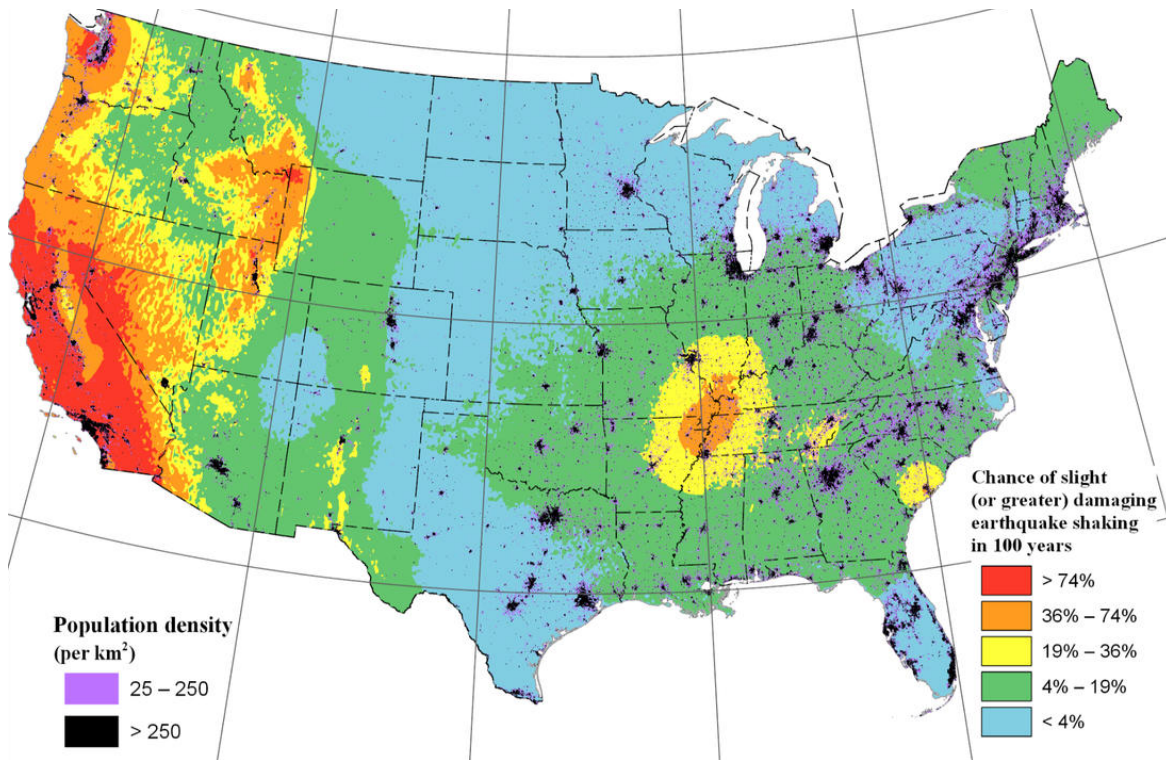 Population density
(per km²)
25 – 250
> 250
Chance of slight
(or greater) damaging
earthquake shaking
in 100 years
> 74%
36% – 74%
19% – 36%
4% – 19%
< 4%